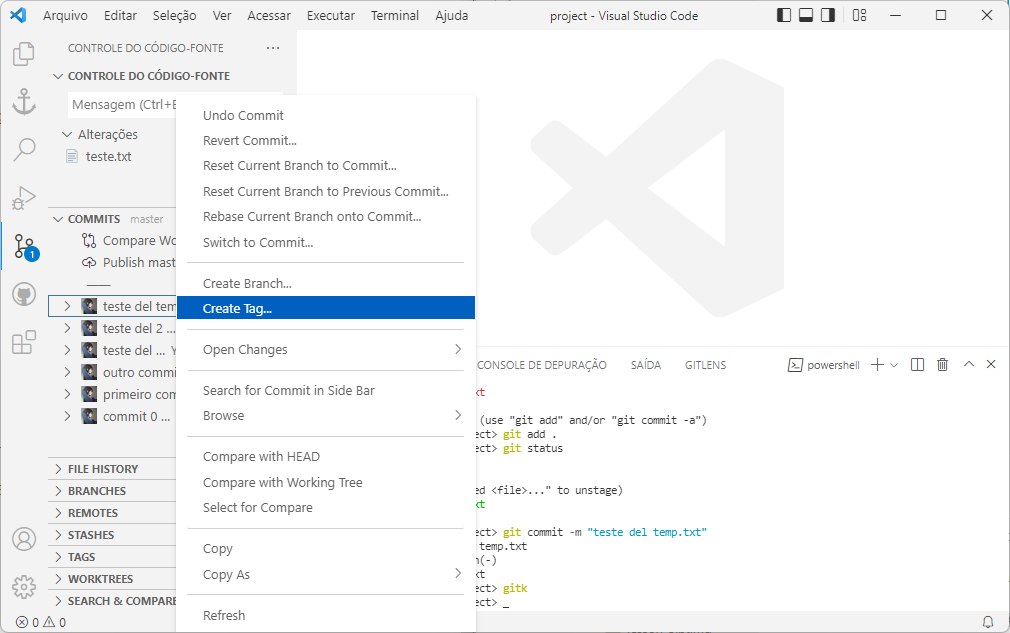 Arquivo Editar Seleção Ver Acessar Executar Terminal Ajuda project - Visual Studio Code
CONTROLE DO CÓDIGO-FONTE ...
CONTROLE DO CÓDIGO-FONTE
Mensagem (Ctrl+E
Alterações
teste.txt
COMMITS master
Compare Wo
Publish mast
1
teste del tem
teste del 2 ...
teste del ... Y
outro commi
primeiro com
commit 0 ...
FILE HISTORY
BRANCHES
REMOTES
STASHES
TAGS
WORKTREES
SEARCH & COMPARE
0 0
Undo Commit
Revert Commit...
Reset Current Branch to Commit...
Reset Current Branch to Previous Commit...
Rebase Current Branch onto Commit...
Switch to Commit...
Create Branch...
Create Tag...
Open Changes
Search for Commit in Side Bar
Browse
Compare with HEAD
Compare with Working Tree
Select for Compare
Copy
Copy As
Refresh
CONSOLE DE DEPURAÇÃO SAÍDA GITLENS powershell
xt
(use "git add" and/or "git commit -a")
ect> git add .
ect> git status
ed <file>..." to unstage)
xt
ect> git commit -m "teste del temp.txt"
temp.txt
n(-)
xt
ect> gitk
ect> _